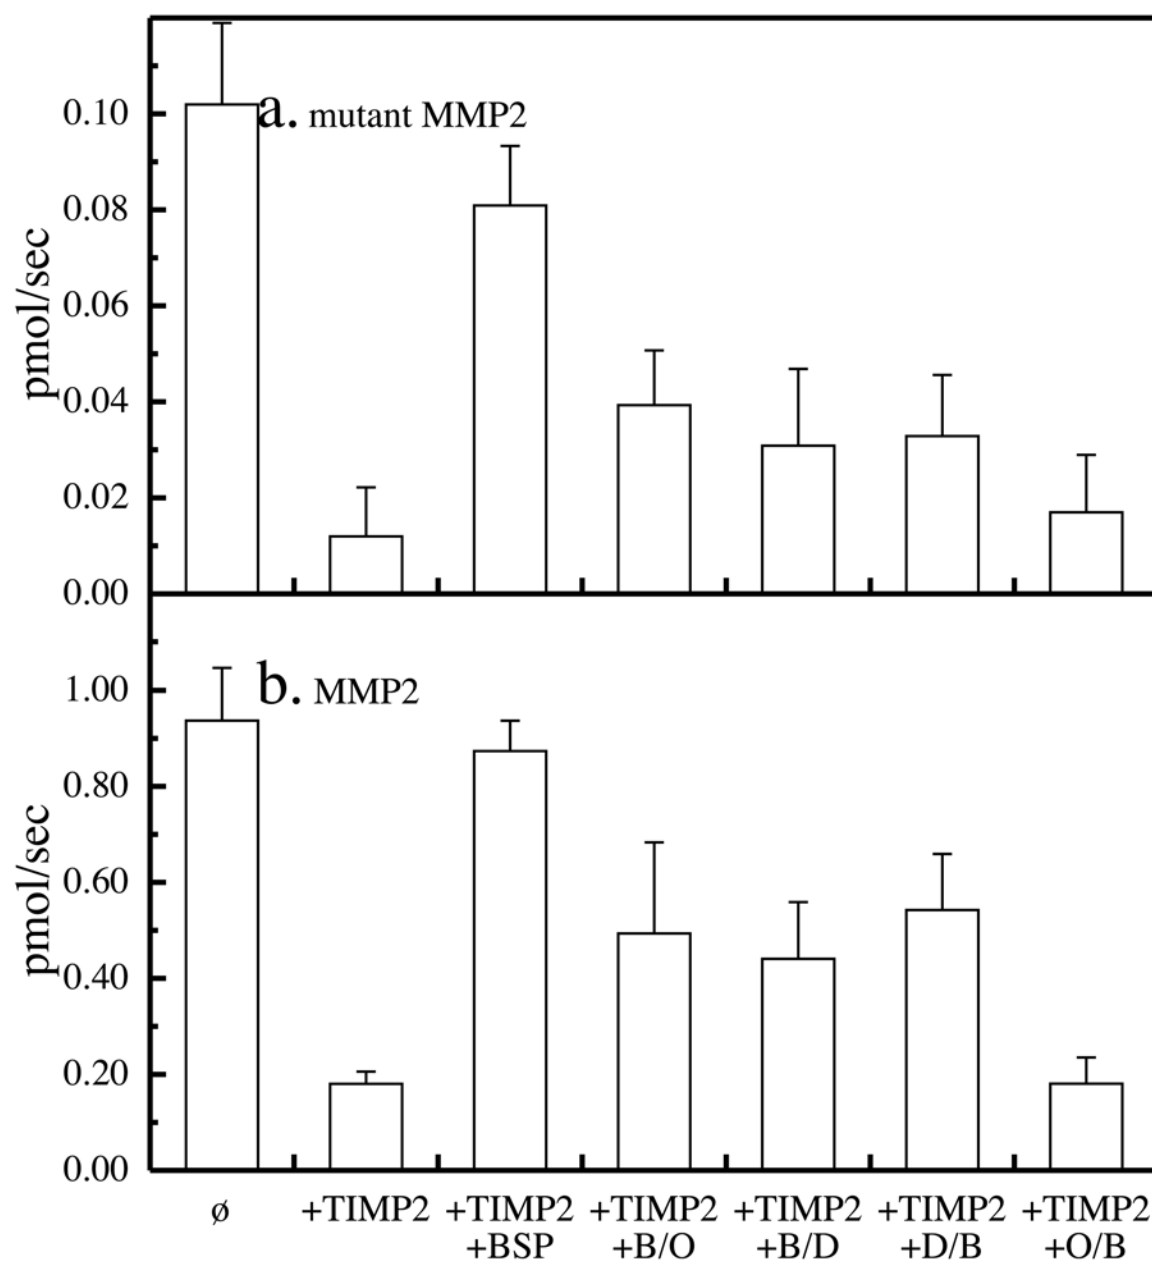 a. mutant MMP2
pmol/sec
0.10
0.08
0.06
0.04
0.02
0.00
b. MMP2
pmol/sec
1.00
0.80
0.60
0.40
0.20
0.00
ø +TIMP2 +TIMP2 +TIMP2 +TIMP2 +TIMP2 +TIMP2
+BSP +B/O +B/D +D/B +O/B